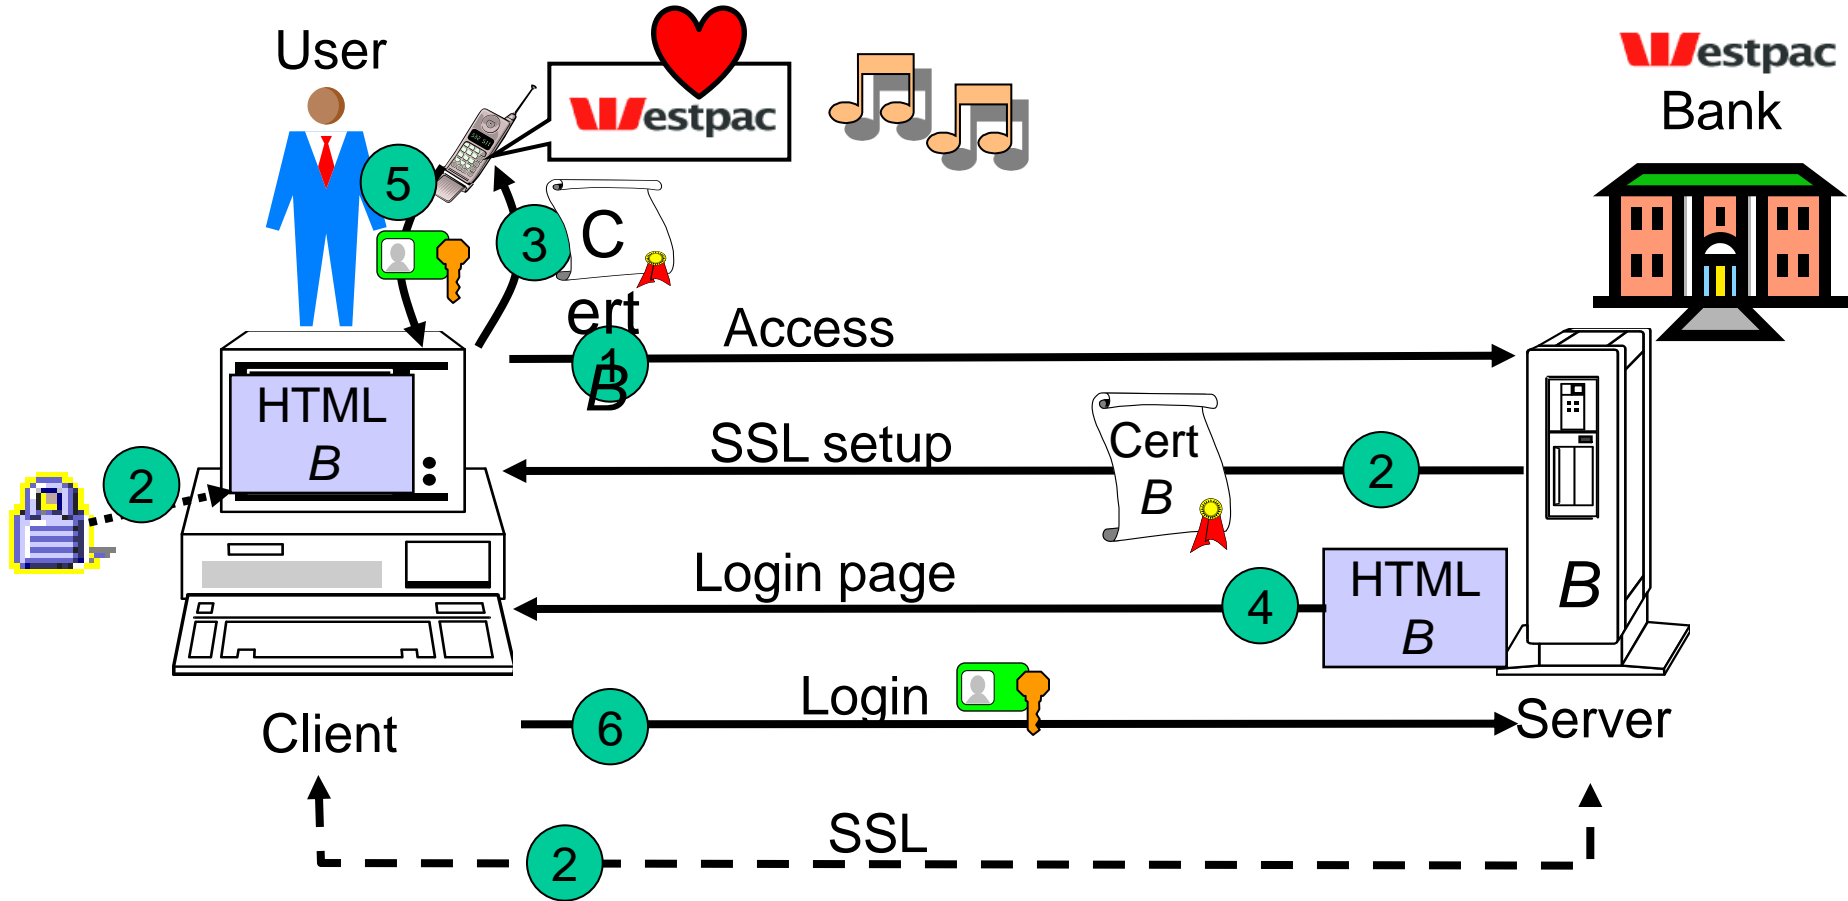 User
Westpac
Westpac
Bank
5
3
C
ert
B
1
Access
HTML
B
SSL setup
Cert
B
2
2
Login page
4
HTML
B
B
Login
6
Client
Server
SSL
2